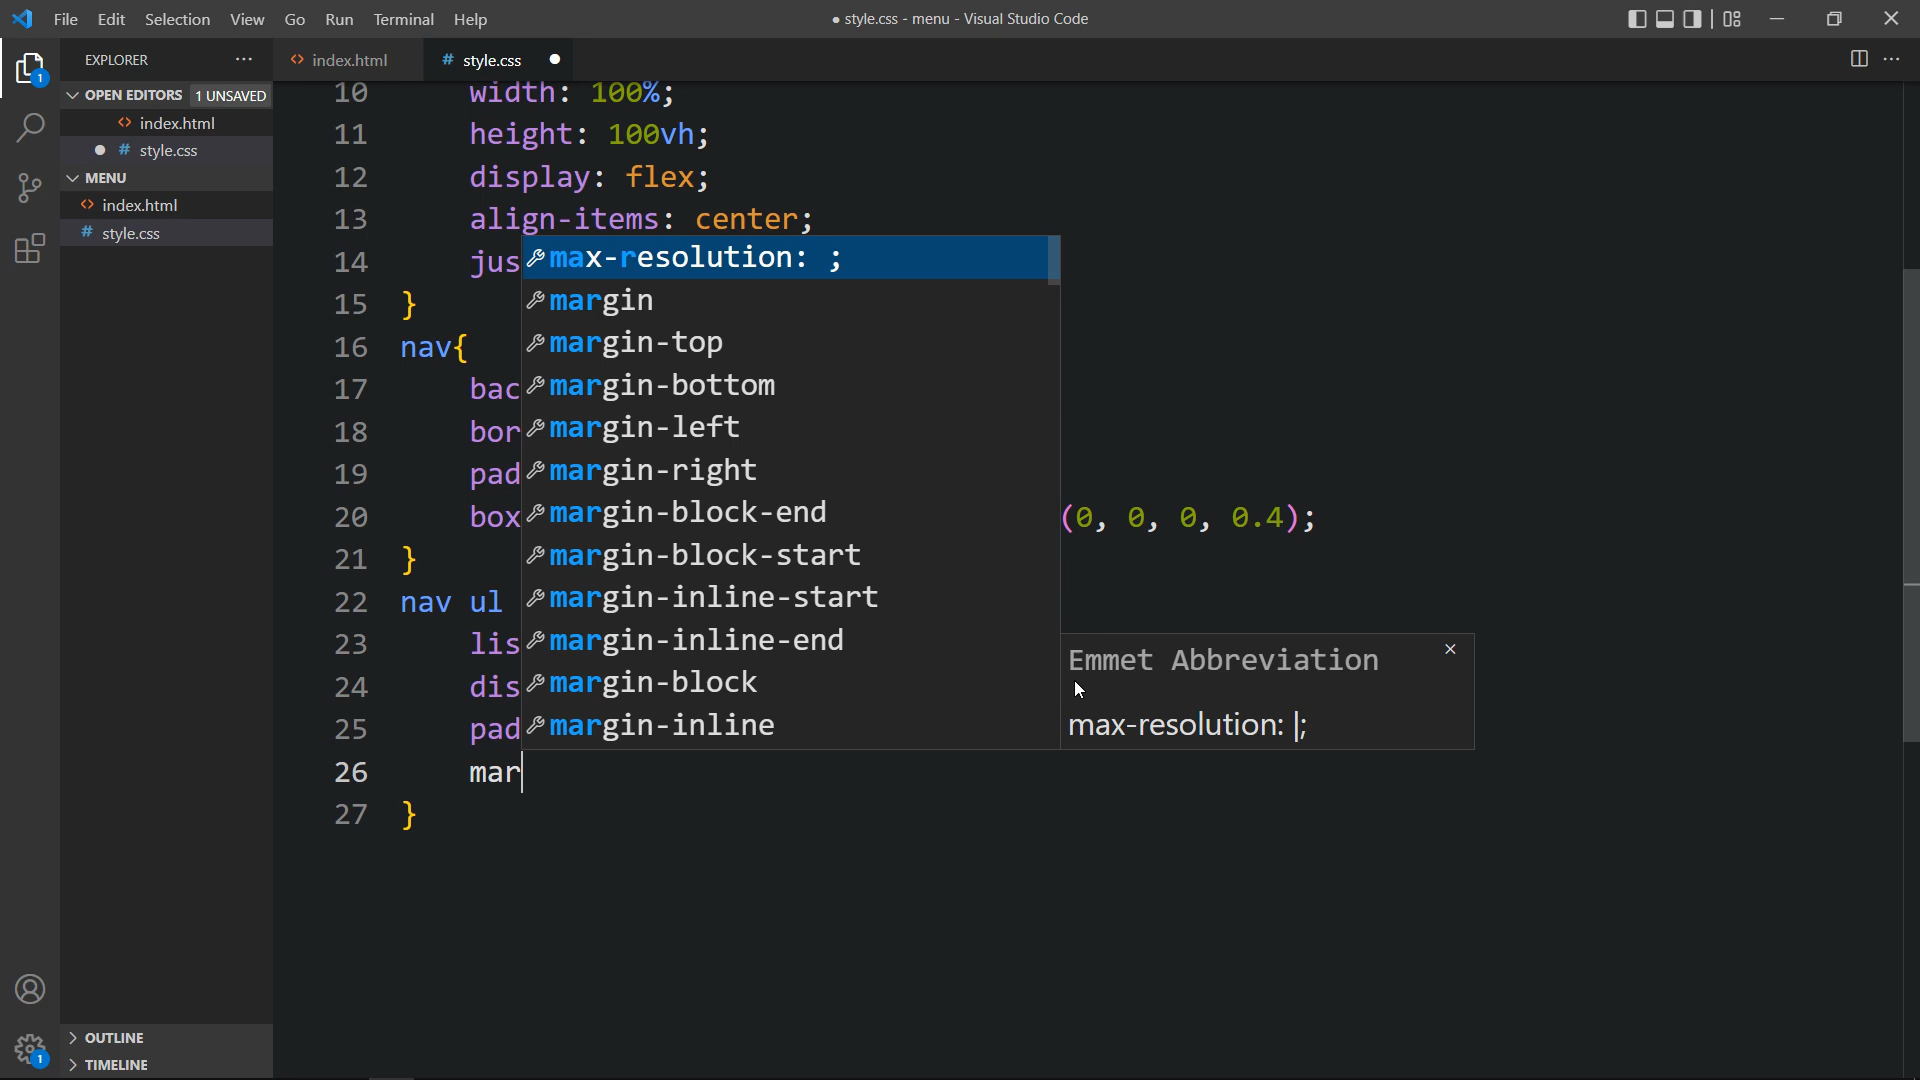 File Edit Selection View Go Run Terminal Help
● style.css - menu - Visual Studio Code
EXPLORER ···
OPEN EDITORS 1 UNSAVED
<> index.html
● # style.css
MENU
<> index.html
# style.css
OUTLINE
TIMELINE
1
1
<> index.html
# style.css ●
10 width: 100%;
11 height: 100vh;
12 display: flex;
13 align-items: center;
14 jus
15 }
16 nav{
17 bac
18 bor
19 pad
20 box (0, 0, 0, 0.4);
21 }
22 nav ul
23 lis
24 dis
25 pad
26 mar
27 }
max-resolution: ;
margin
margin-top
margin-bottom
margin-left
margin-right
margin-block-end
margin-block-start
margin-inline-start
margin-inline-end
margin-block
margin-inline
Emmet Abbreviation
max-resolution: |;